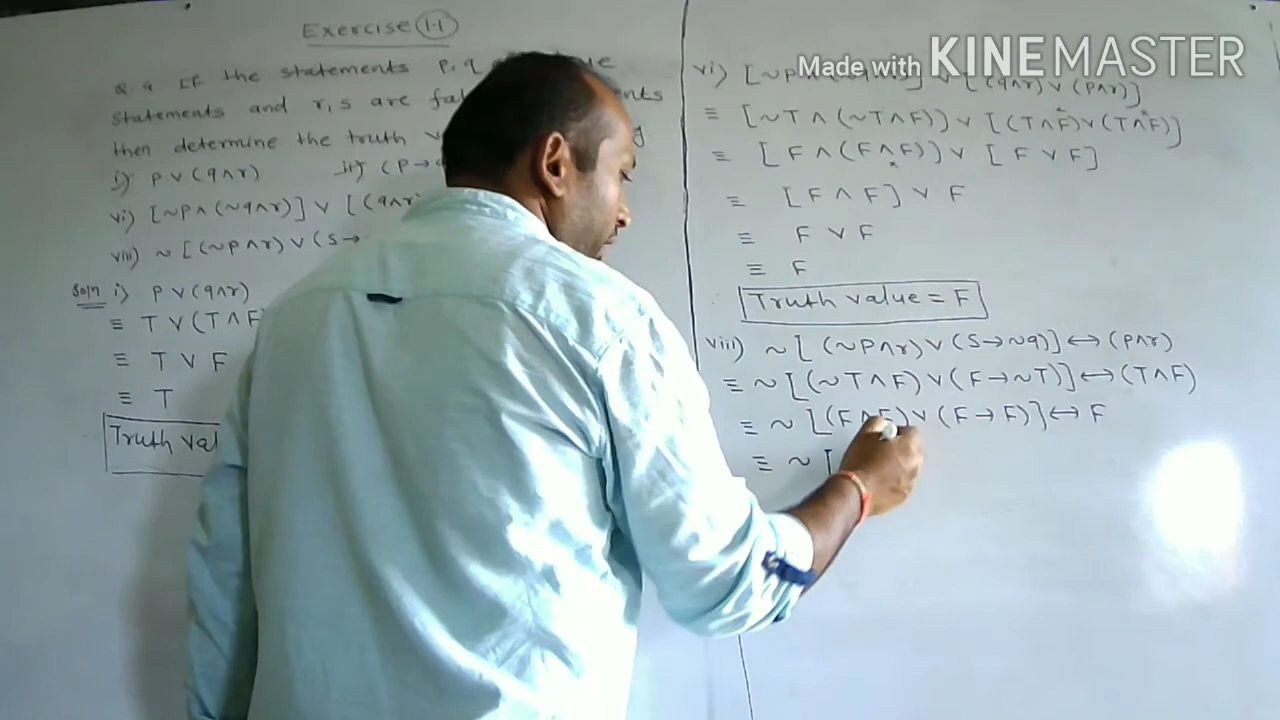 Exercise 1.1
Q.4 If the statements p, q
statements and r, s are
then determine the truth
i) p ∨ (q∧r) ii) (p→
vi) [~p∧(~q∧r)] ∨ [(q∧r)
viii) ~[(~p∧r)∨(s→
Soln i) p∨(q∧r)
≡ T∨(T∧F
≡ T ∨ F
≡ T
Truth val
Made with KINEMASTER
vi) [~p ∨ [(q∧r)∨(p∧r)]
≡ [~T∧(~T∧F)]∨[(T∧F)∨(T∧F)]
≡ [F∧(F∧F)]∨[F∨F]
≡ [F∧F]∨F
≡ F∨F
≡ F
Truth value = F
viii) ~[(~p∧r)∨(s→~q)]↔(p∧r)
≡ ~[(~T∧F)∨(F→~T)]↔(T∧F)
≡ ~[(F∧F)∨(F→F)]↔F
≡ ~[